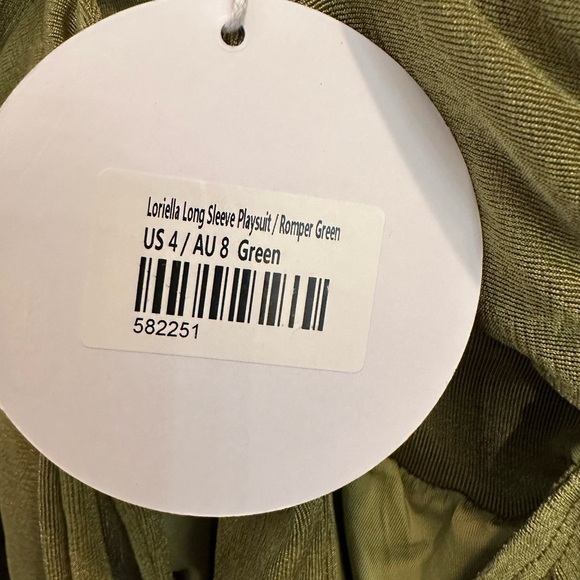 Loriella Long Sleeve Playsuit / Romper Green
US 4 / AU 8 Green
582251